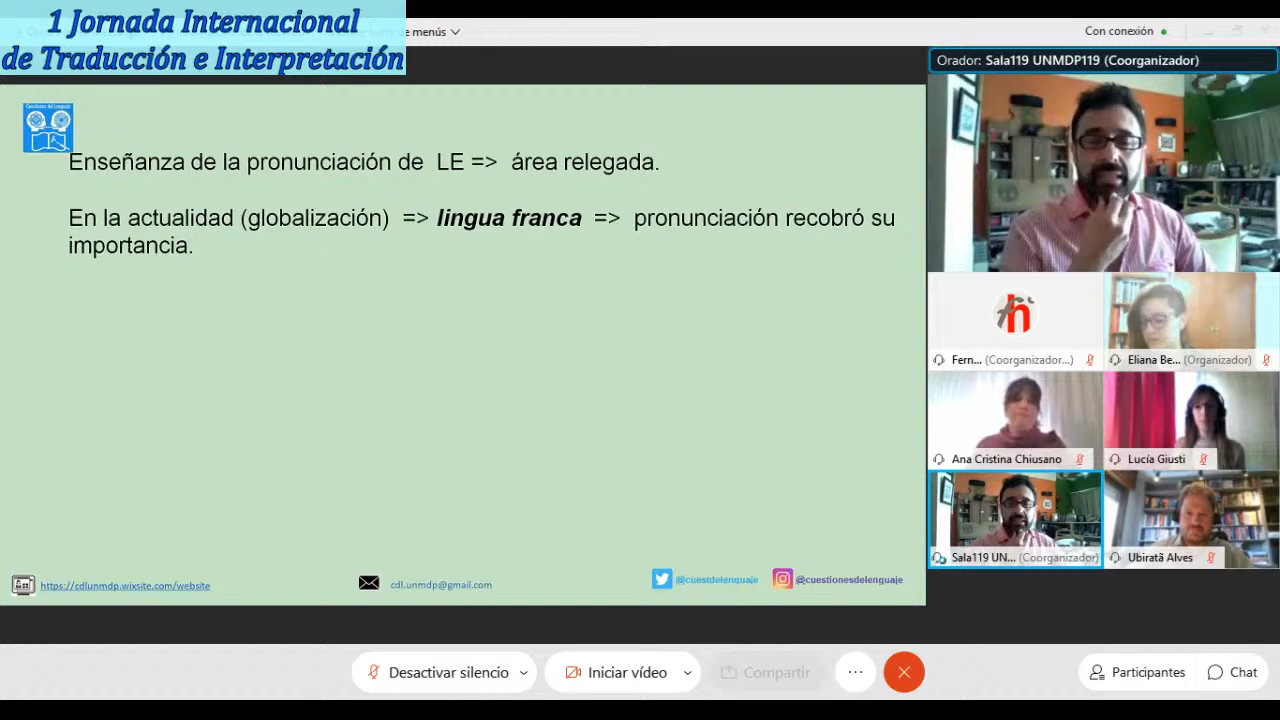 1 Jornada Internacional
de Traducción e Interpretación
menús
Con conexión
Orador: Sala119 UNMDP119 (Coorganizador)
Cuestiones del Lenguaje
Enseñanza de la pronunciación de LE => área relegada.
En la actualidad (globalización) => lingua franca => pronunciación recobró su
importancia.
Fern... (Coorganizador...)
Eliana Be... (Organizador)
Ana Cristina Chiusano
Lucía Giusti
Sala119 UN... (Coorganizador)
Ubiratã Alves
https://cdlunmdp.wixsite.com/website
cdl.unmdp@gmail.com
@cuestdelenguaje
@cuestionesdelenguaje
Desactivar silencio
Iniciar vídeo
Compartir
Participantes
Chat